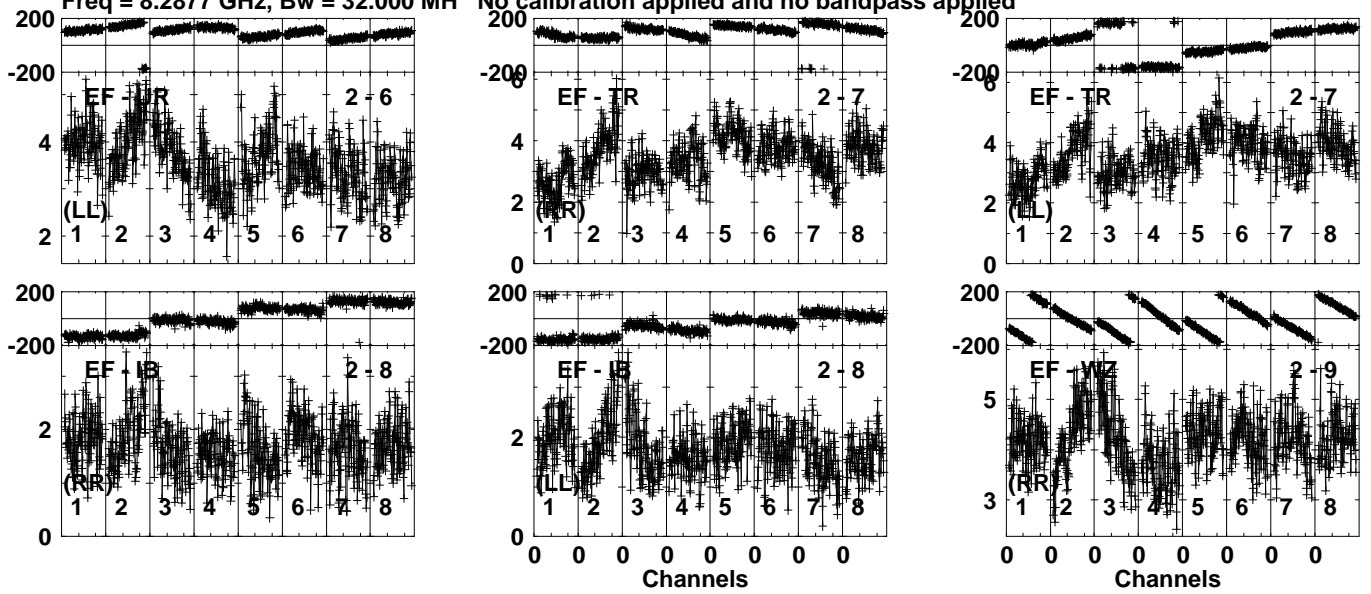 Freq = 8.2877 GHz, Bw = 32.000 MH No calibration applied and no bandpass applied
200
-200
4
2
EF - UR 2 - 6
(LL)
1 2 3 4 5 6 7 8
200
-200
6
4
2
0
EF - TR 2 - 7
(RR)
1 2 3 4 5 6 7 8
200
-200
6
4
2
0
EF - TR 2 - 7
(LL)
1 2 3 4 5 6 7 8
200
-200
2
0
EF - IB 2 - 8
(RR)
1 2 3 4 5 6 7 8
200
-200
2
0
EF - IB 2 - 8
(LL)
1 2 3 4 5 6 7 8
0 0 0 0 0 0 0 0
Channels
200
-200
5
3
EF - WZ 2 - 9
(RR)
1 2 3 4 5 6 7 8
0 0 0 0 0 0 0 0
Channels